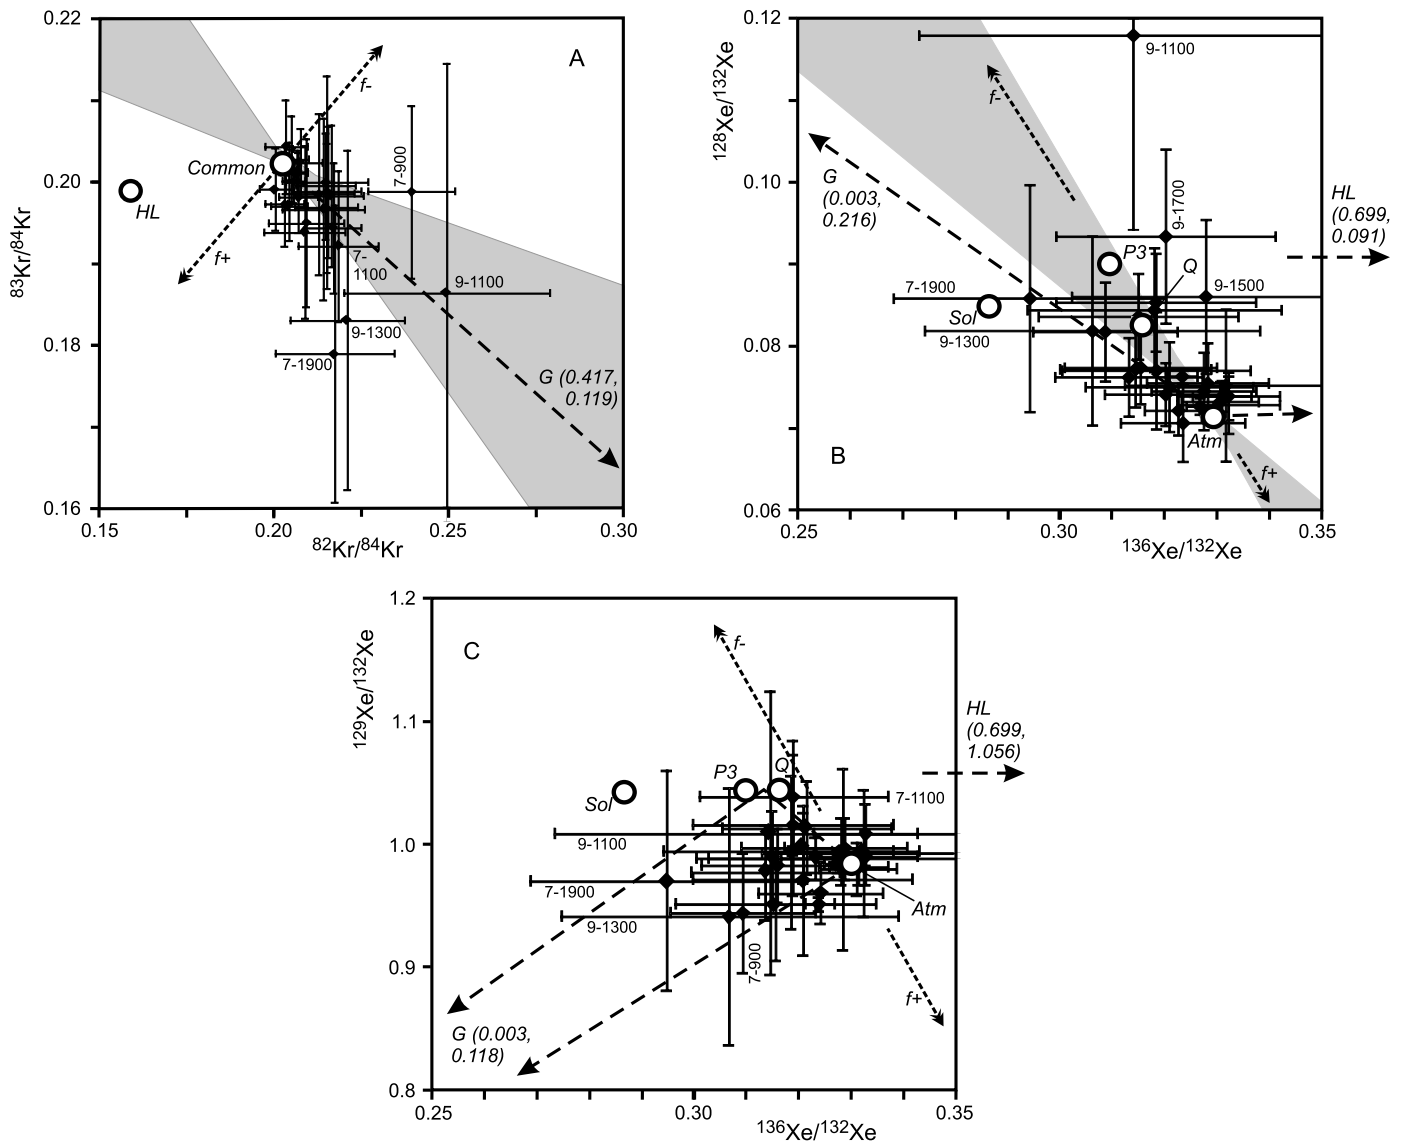 0.22
0.20
0.18
0.16
0.15
0.20
0.25
0.30
83Kr/84Kr
82Kr/84Kr
A
f-
Common
HL
f+
7-900
7-
1100
9-1100
9-1300
7-1900
G (0.417,
0.119)
0.12
0.10
0.08
0.06
0.25
0.30
0.35
128Xe/132Xe
136Xe/132Xe
B
9-1100
f-
G
(0.003,
0.216)
9-1700
P3
Q
HL
(0.699,
0.091)
7-1900
Sol
9-1300
9-1500
Atm
f+
1.2
1.1
1.0
0.9
0.8
0.25
0.30
0.35
129Xe/132Xe
136Xe/132Xe
C
f-
HL
(0.699,
1.056)
P3
Q
Sol
7-1100
9-1100
7-1900
9-1300
7-900
Atm
f+
G (0.003,
0.118)